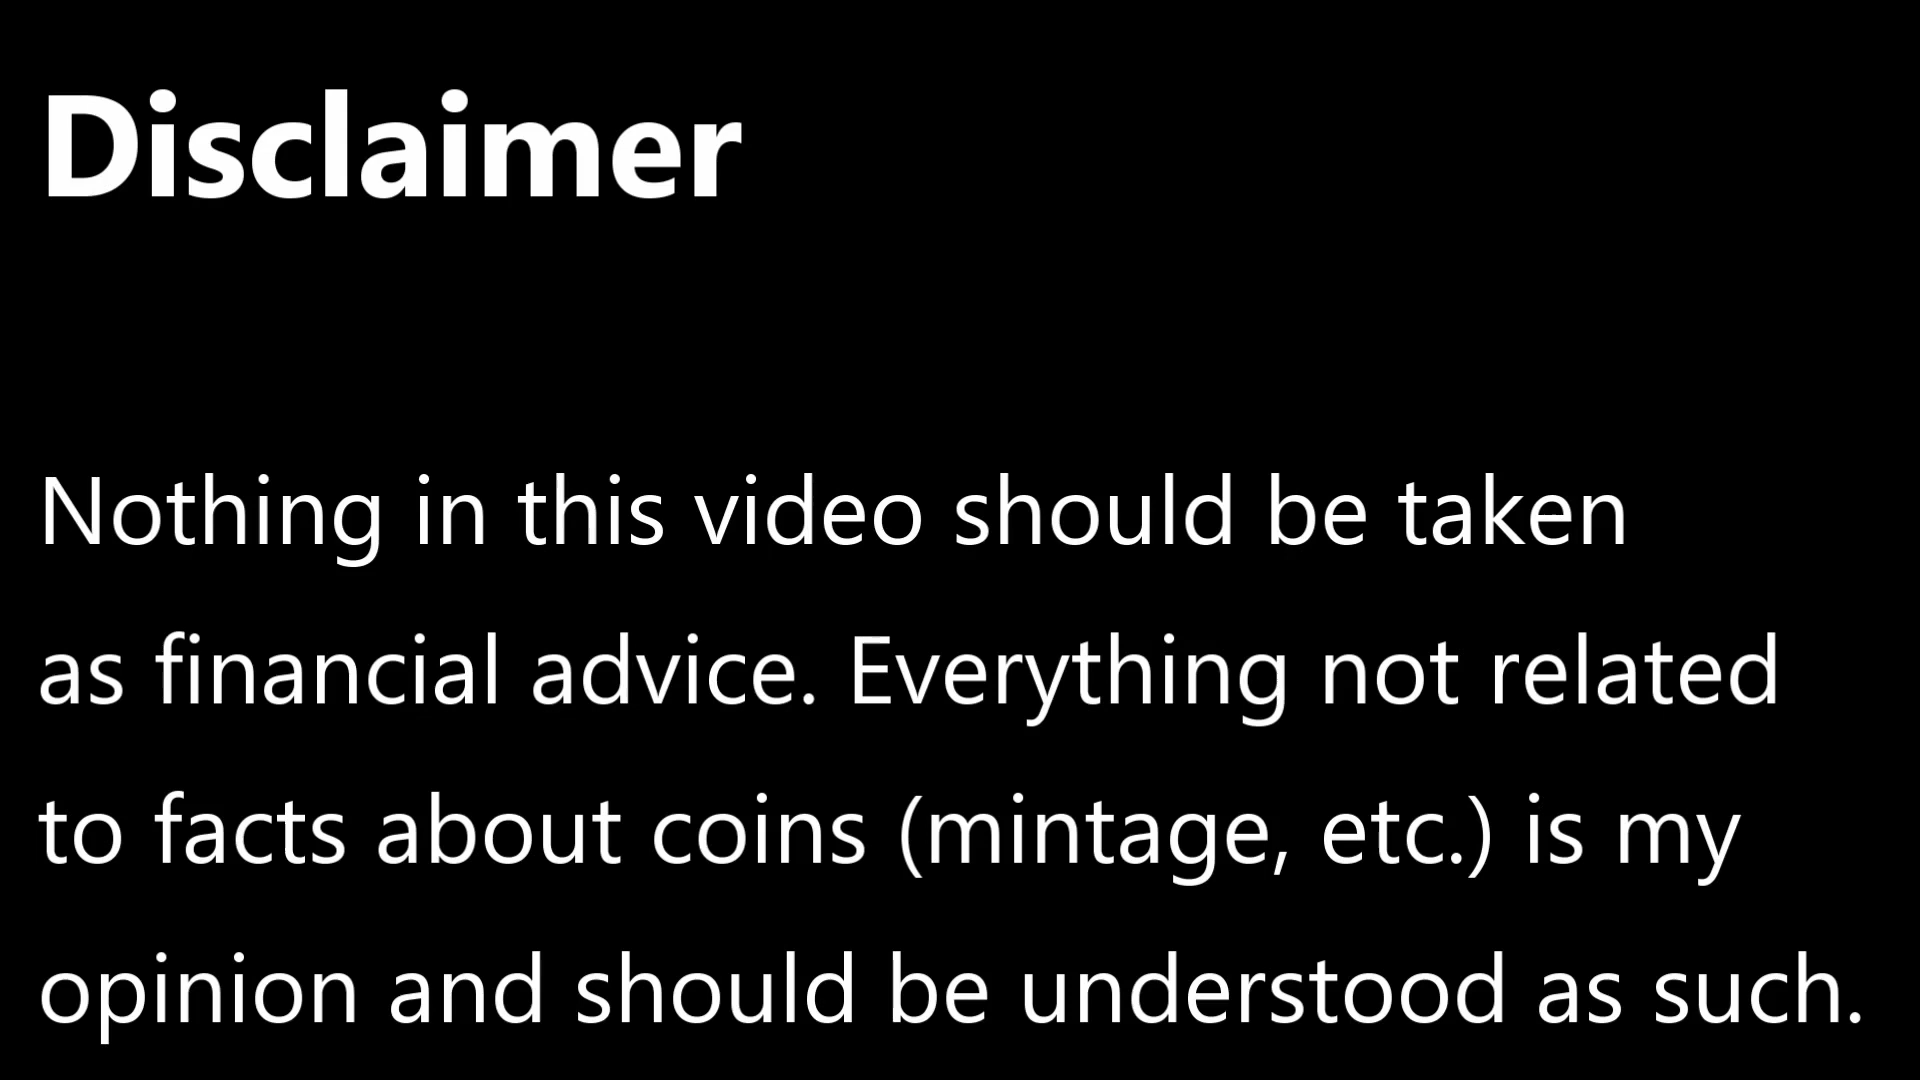 Disclaimer
Nothing in this video should be taken
as financial advice. Everything not related
to facts about coins (mintage, etc.) is my
opinion and should be understood as such.